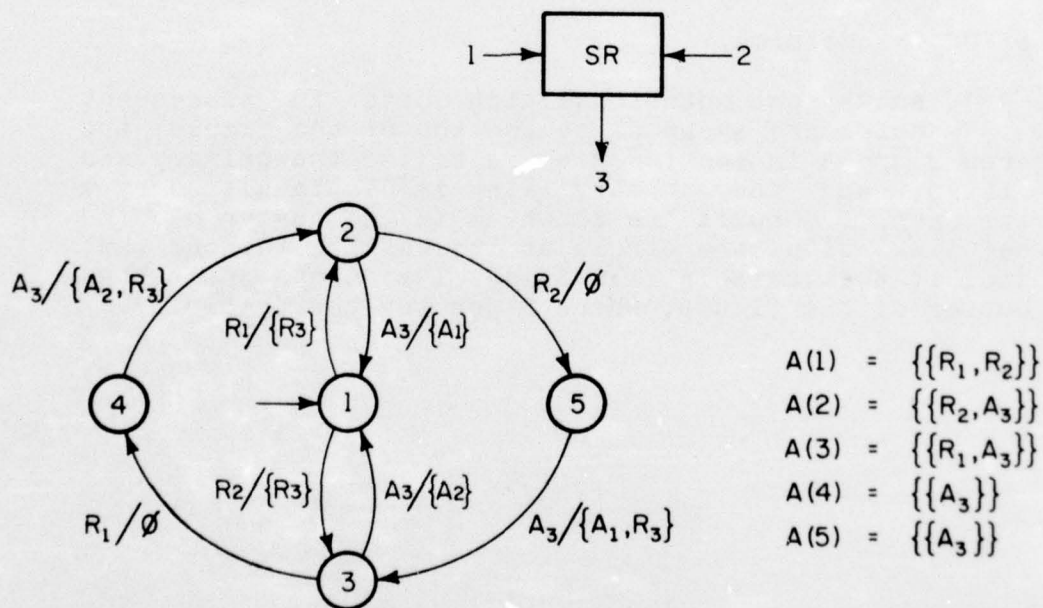 1
SR
2
3
2
A₃/{A₂, R₃}
R₂/Ø
R₁/{R₃}
A₃/{A₁}
4
1
5
R₂/{R₃}
A₃/{A₂}
R₁/Ø
A₃/{A₁, R₃}
3
A(1) = {{R₁, R₂}}
A(2) = {{R₂, A₃}}
A(3) = {{R₁, A₃}}
A(4) = {{A₃}}
A(5) = {{A₃}}